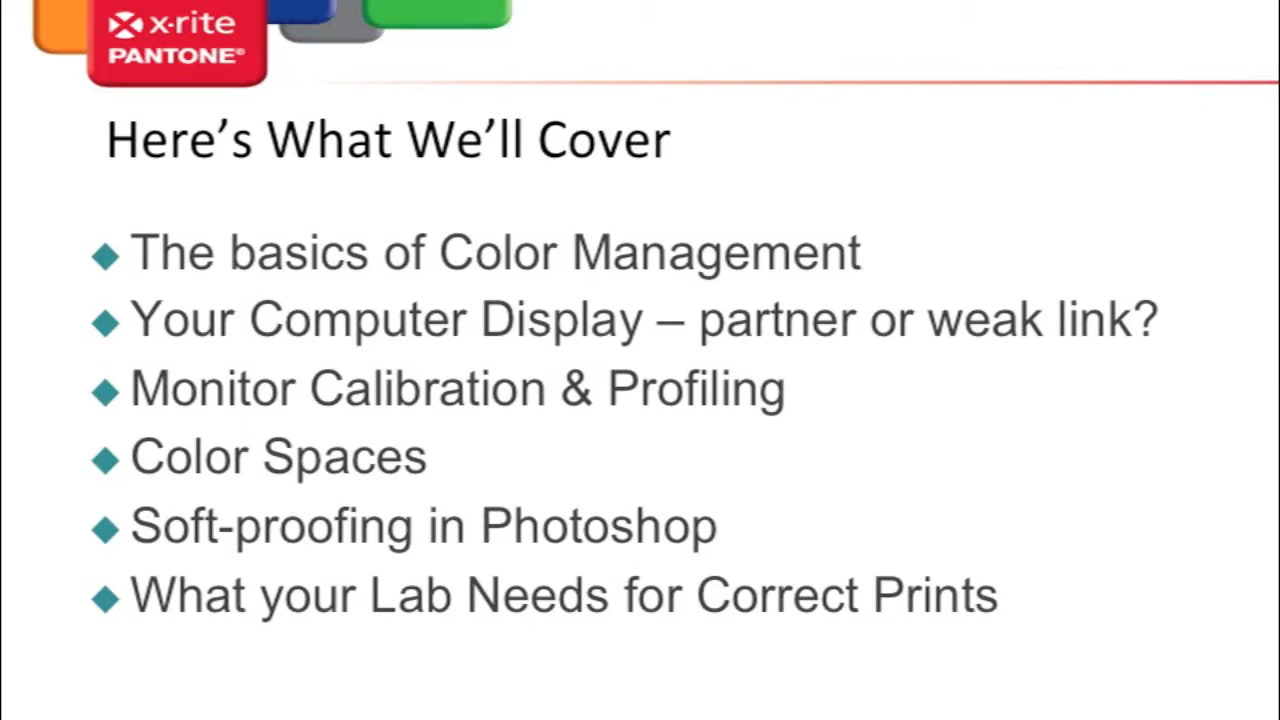 x·rite
PANTONE®
Here's What We'll Cover
The basics of Color Management
Your Computer Display – partner or weak link?
Monitor Calibration & Profiling
Color Spaces
Soft-proofing in Photoshop
What your Lab Needs for Correct Prints